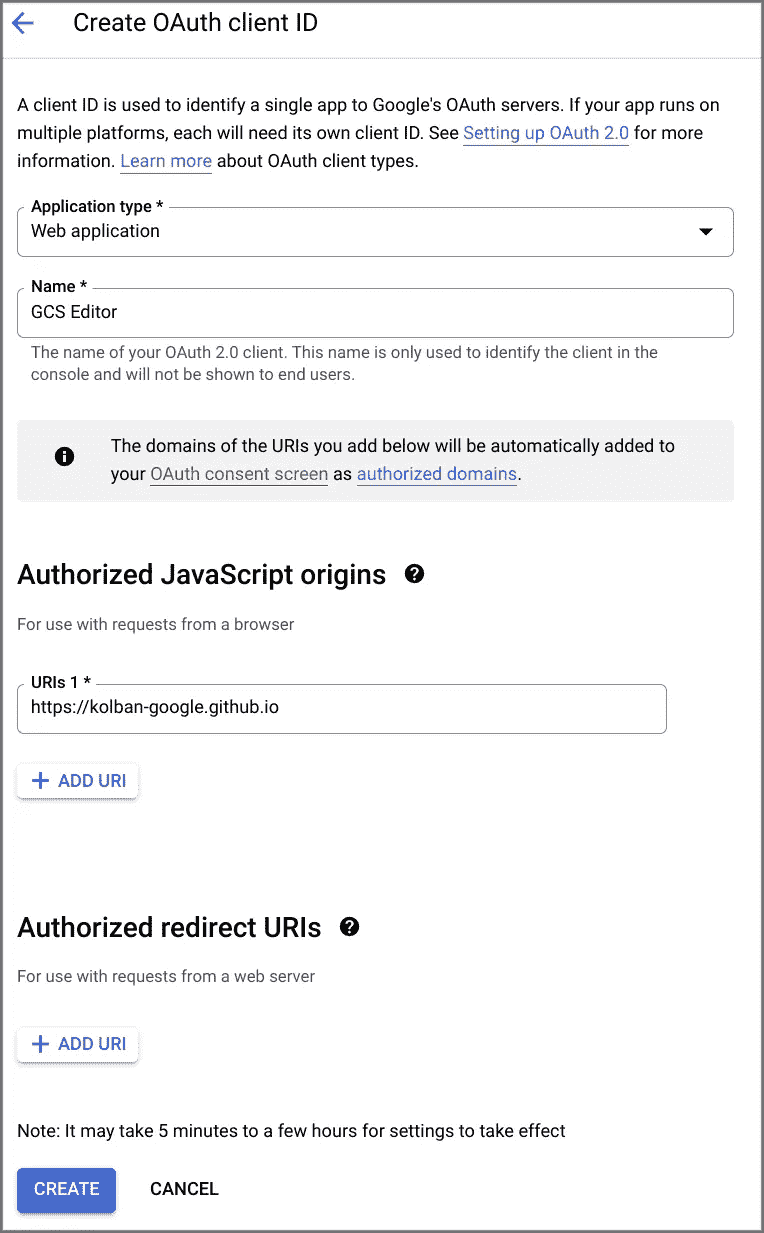 Create OAuth client ID
A client ID is used to identify a single app to Google's OAuth servers. If your app runs on
multiple platforms, each will need its own client ID. See Setting up OAuth 2.0 for more
information. Learn more about OAuth client types.
Application type *
Web application
Name *
GCS Editor
The name of your OAuth 2.0 client. This name is only used to identify the client in the
console and will not be shown to end users.
The domains of the URIs you add below will be automatically added to
your OAuth consent screen as authorized domains.
Authorized JavaScript origins
For use with requests from a browser
URIs 1 *
https://kolban-google.github.io
ADD URI
Authorized redirect URIs
For use with requests from a web server
ADD URI
Note: It may take 5 minutes to a few hours for settings to take effect
CREATE CANCEL